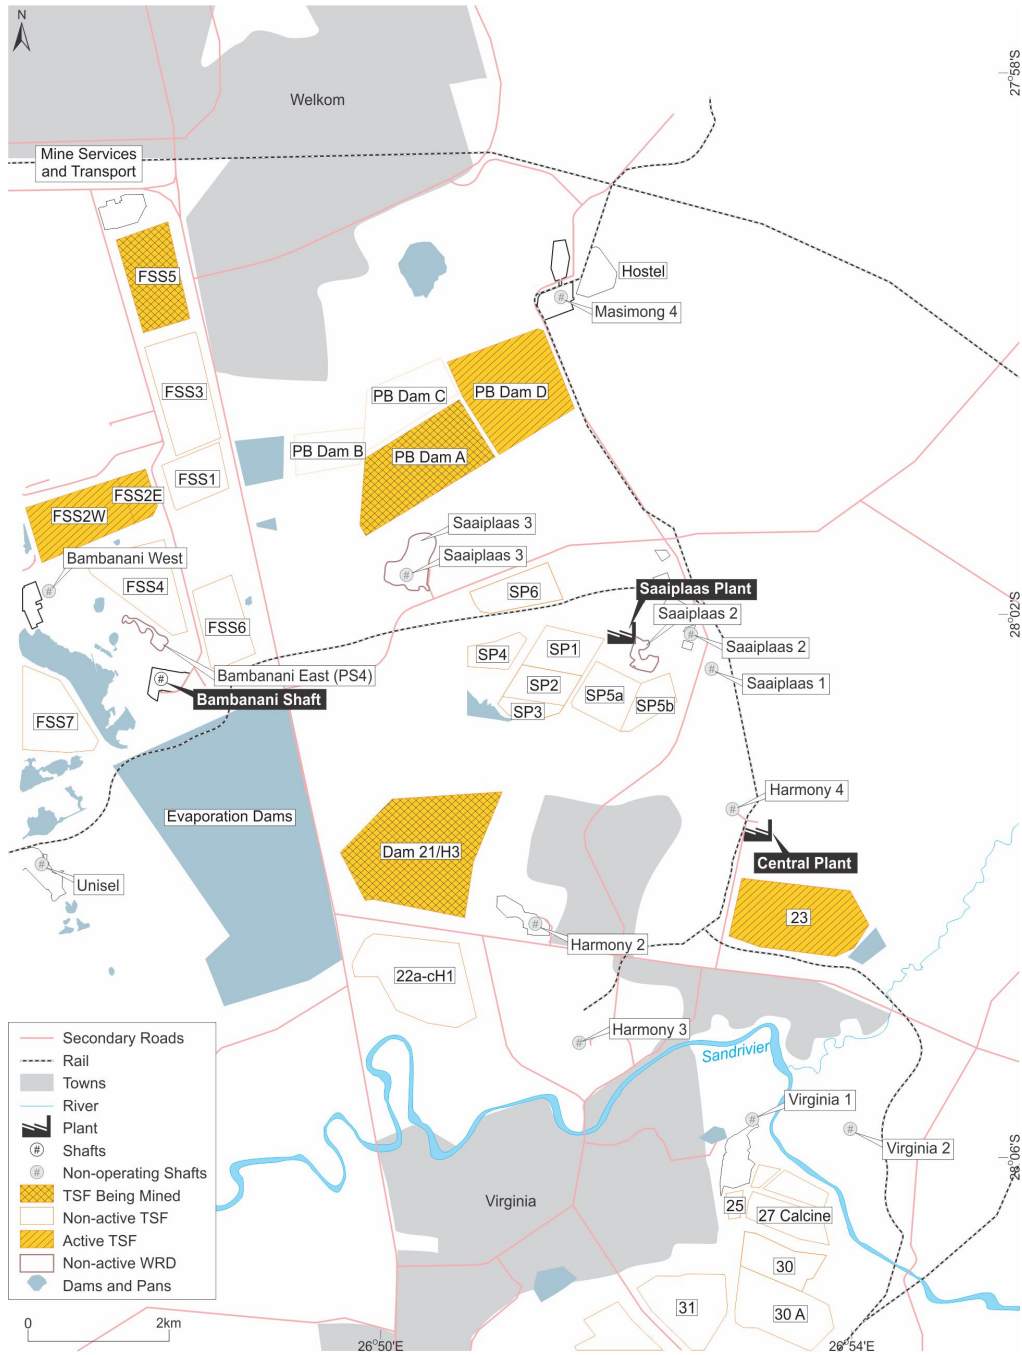 N
Welkom
27°58'S
Mine Services
and Transport
FSS5
Hostel
Masimong 4
FSS3
PB Dam C
PB Dam D
PB Dam B
PB Dam A
FSS1
FSS2E
FSS2W
Saaiplaas 3
Saaiplaas 3
Bambanani West
FSS4
SP6
Saaiplaas Plant
Saaiplaas 2
28°02'S
FSS6
Saaiplaas 2
SP4
SP1
Bambanani East (PS4)
Saaiplaas 1
SP2
SP5a
Bambanani Shaft
SP3
SP5b
FSS7
Harmony 4
Evaporation Dams
Dam 21/H3
Central Plant
Unisel
23
Harmony 2
22a-cH1
Harmony 3
Sandrivier
Virginia 1
Virginia 2
28°06'S
Virginia
25
27 Calcine
30
31
30 A
Secondary Roads
Rail
Towns
River
Plant
# Shafts
# Non-operating Shafts
TSF Being Mined
Non-active TSF
Active TSF
Non-active WRD
Dams and Pans
0 2km
26°50'E
26°54'E